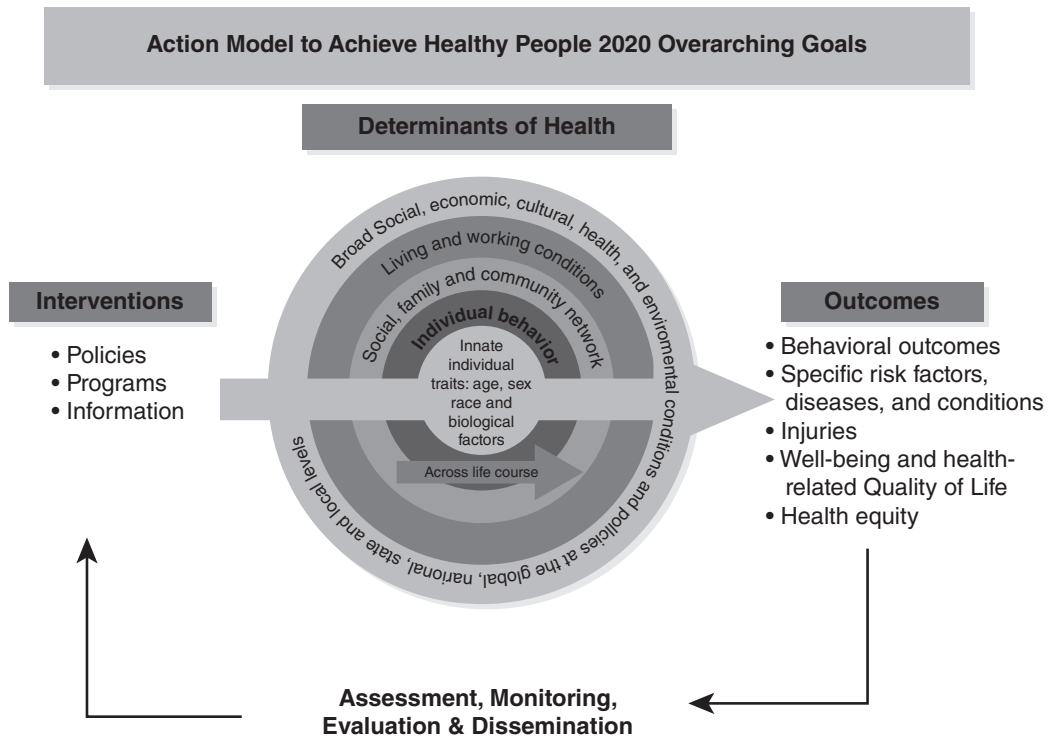 Action Model to Achieve Healthy People 2020 Overarching Goals
Determinants of Health
Interventions
• Policies
• Programs
• Information
Broad Social, economic, cultural, health, and enviromental conditions and policies at the global, national, state and local levels
Living and working conditions
Social, family and community network
Individual behavior
Innate
individual
traits: age, sex
race and
biological
factors
Across life course
Outcomes
• Behavioral outcomes
• Specific risk factors,
diseases, and conditions
• Injuries
• Well-being and health-
related Quality of Life
• Health equity
Assessment, Monitoring,
Evaluation & Dissemination